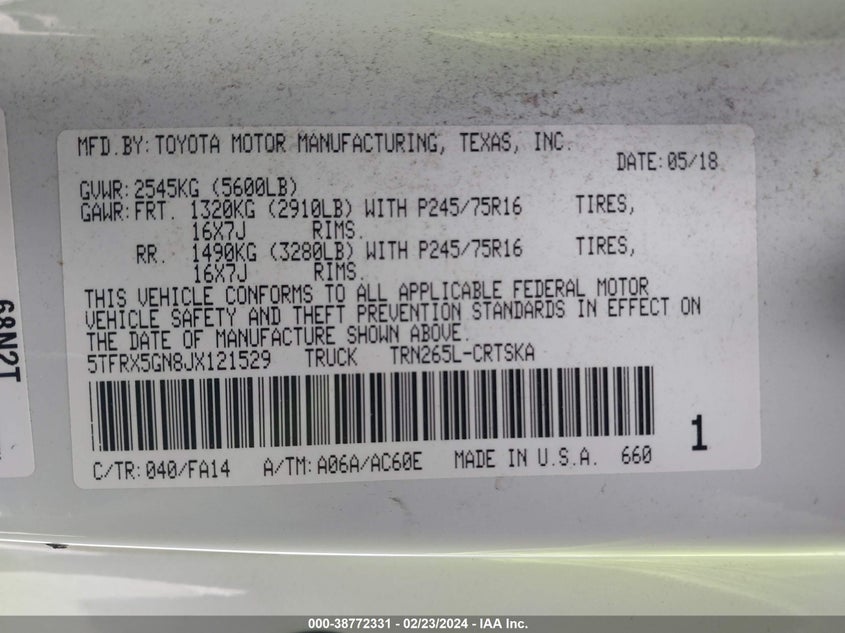 MFD.BY:TOYOTA MOTOR MANUFACTURING, TEXAS, INC.
DATE:05/18
GVWR:2545KG (5600LB)
GAWR:FRT. 1320KG (2910LB) WITH P245/75R16 TIRES,
16X7J RIMS.
RR. 1490KG (3280LB) WITH P245/75R16 TIRES,
16X7J RIMS.
THIS VEHICLE CONFORMS TO ALL APPLICABLE FEDERAL MOTOR
VEHICLE SAFETY AND THEFT PREVENTION STANDARDS IN EFFECT ON
THE DATE OF MANUFACTURE SHOWN ABOVE.
5TFRX5GN8JX121529 TRUCK TRN265L-CRTSKA
1
C/TR:040/FA14 A/TM:A06A/AC60E MADE IN U.S.A. 660
68N2T
000-38772331 - 02/23/2024 - IAA Inc.